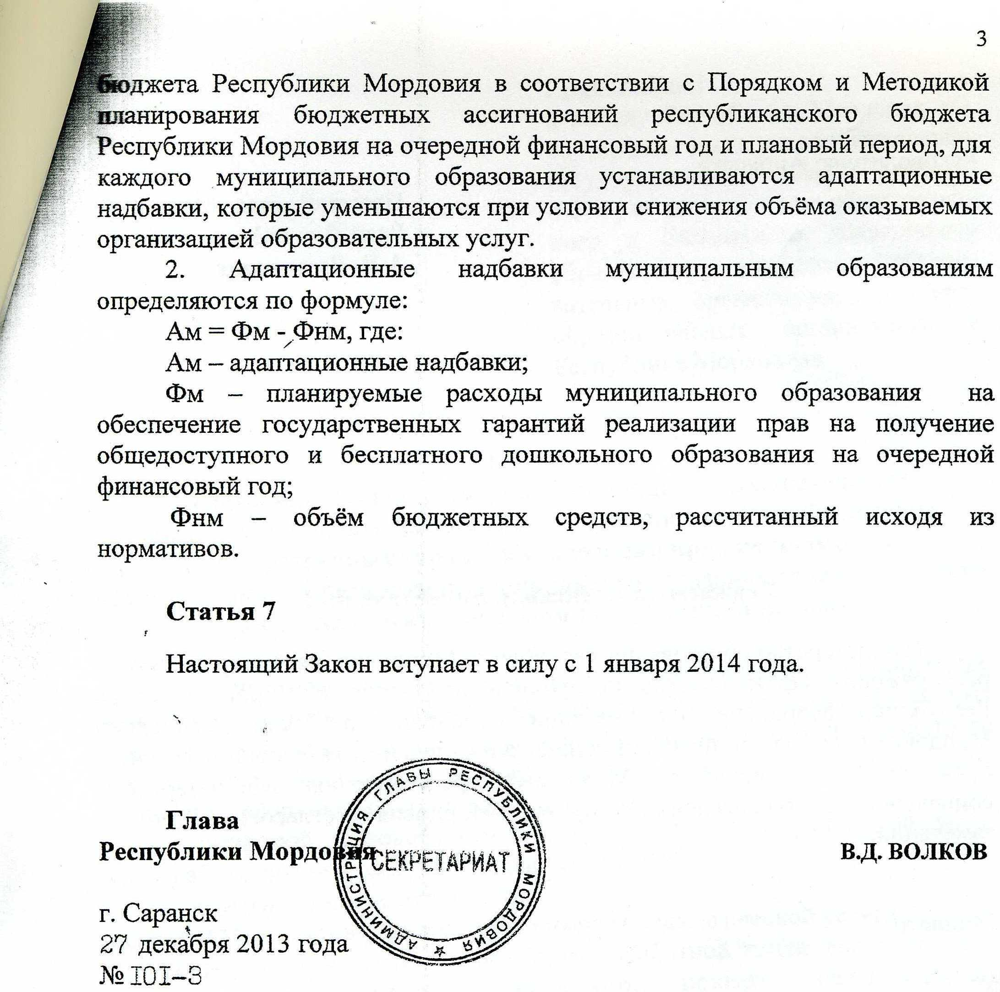 3
бюджета Республики Мордовия в соответствии с Порядком и Методикой
планирования бюджетных ассигнований республиканского бюджета
Республики Мордовия на очередной финансовый год и плановый период, для
каждого муниципального образования устанавливаются адаптационные
надбавки, которые уменьшаются при условии снижения объёма оказываемых
организацией образовательных услуг.
2. Адаптационные надбавки муниципальным образованиям
определяются по формуле:
Ам = Фм - Фнм, где:
Ам – адаптационные надбавки;
Фм – планируемые расходы муниципального образования на
обеспечение государственных гарантий реализации прав на получение
общедоступного и бесплатного дошкольного образования на очередной
финансовый год;
Фнм – объём бюджетных средств, рассчитанный исходя из
нормативов.
Статья 7
Настоящий Закон вступает в силу с 1 января 2014 года.
Глава
Республики Мордовия
В.Д. ВОЛКОВ
АДМИНИСТРАЦИЯ ГЛАВЫ РЕСПУБЛИКИ МОРДОВИЯ
СЕКРЕТАРИАТ
г. Саранск
27 декабря 2013 года
№ I0I-З